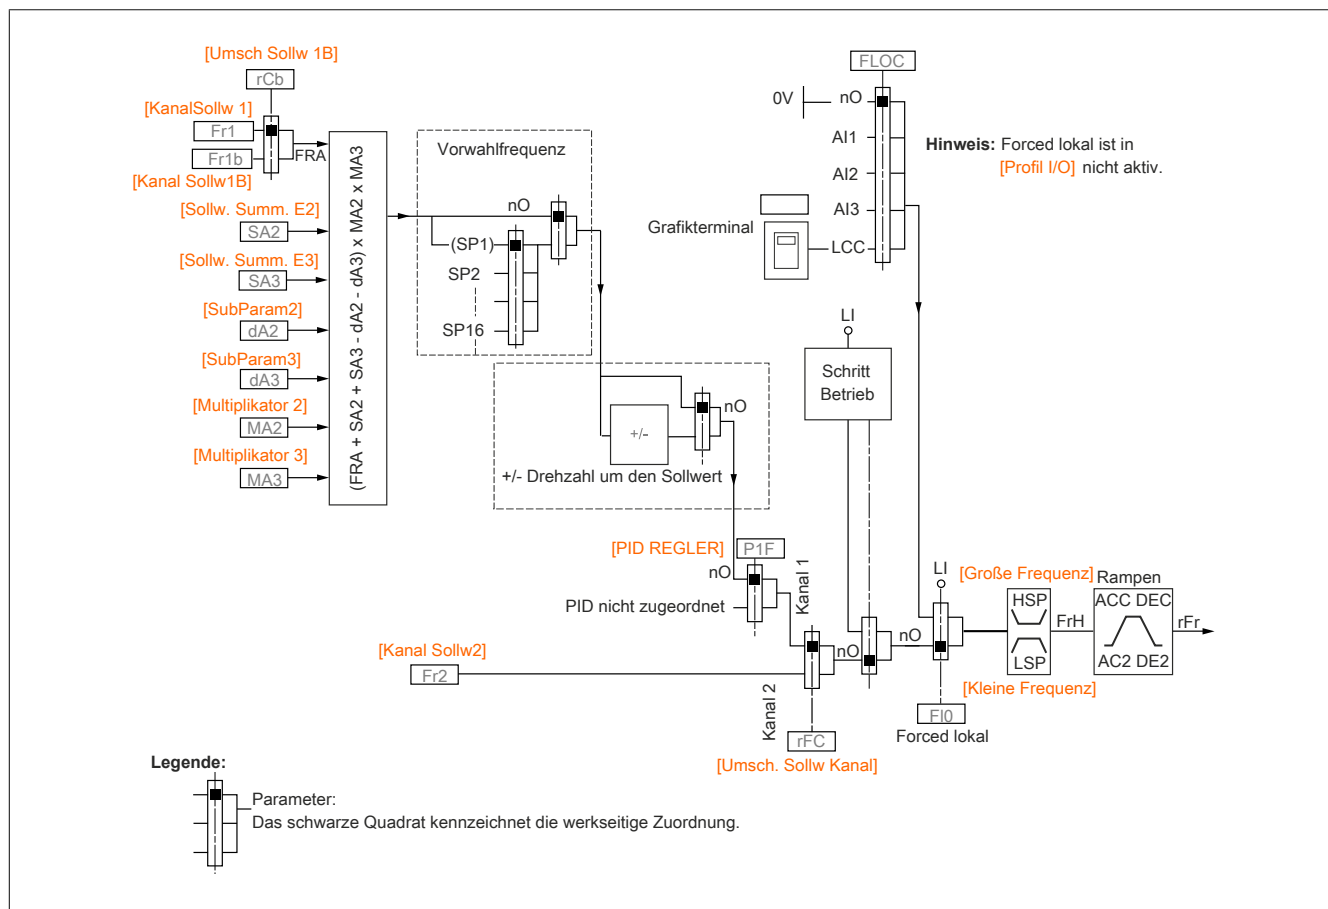 [Umsch Sollw 1B]
rCb
[KanalSollw 1]
Fr1
FRA
Fr1b
[Kanal Sollw1B]
[Sollw. Summ. E2]
SA2
[Sollw. Summ. E3]
SA3
[SubParam2]
dA2
[SubParam3]
dA3
[Multiplikator 2]
MA2
[Multiplikator 3]
MA3
(FRA + SA2 + SA3 - dA2 - dA3) x MA2 x MA3
Vorwahlfrequenz
nO
(SP1)
SP2
SP16
nO
+/-
+/- Drehzahl um den Sollwert
FLOC
0V
nO
AI1
AI2
AI3
Grafikterminal
LCC
Hinweis: Forced lokal ist in
[Profil I/O] nicht aktiv.
LI
Schritt
Betrieb
[PID REGLER]
P1F
nO
PID nicht zugeordnet
Kanal 1
[Kanal Sollw2]
Fr2
Kanal 2
nO
rFC
[Umsch. Sollw Kanal]
nO
LI
FI0
Forced lokal
[Große Frequenz]
HSP
LSP
[Kleine Frequenz]
FrH
Rampen
ACC DEC
AC2 DE2
rFr
Legende:
Parameter:
Das schwarze Quadrat kennzeichnet die werkseitige Zuordnung.